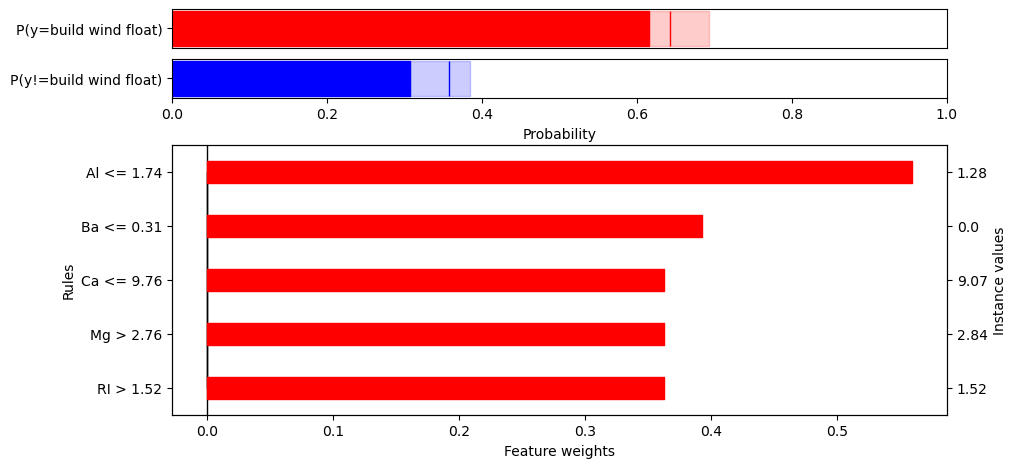 P(y=build wind float)
P(y!=build wind float)
0.0 0.2 0.4 0.6 0.8 1.0
Probability
Al <= 1.74 1.28
Ba <= 0.31 0.0
Ca <= 9.76 9.07
Mg > 2.76 2.84
RI > 1.52 1.52
Rules
Instance values
0.0 0.1 0.2 0.3 0.4 0.5
Feature weights